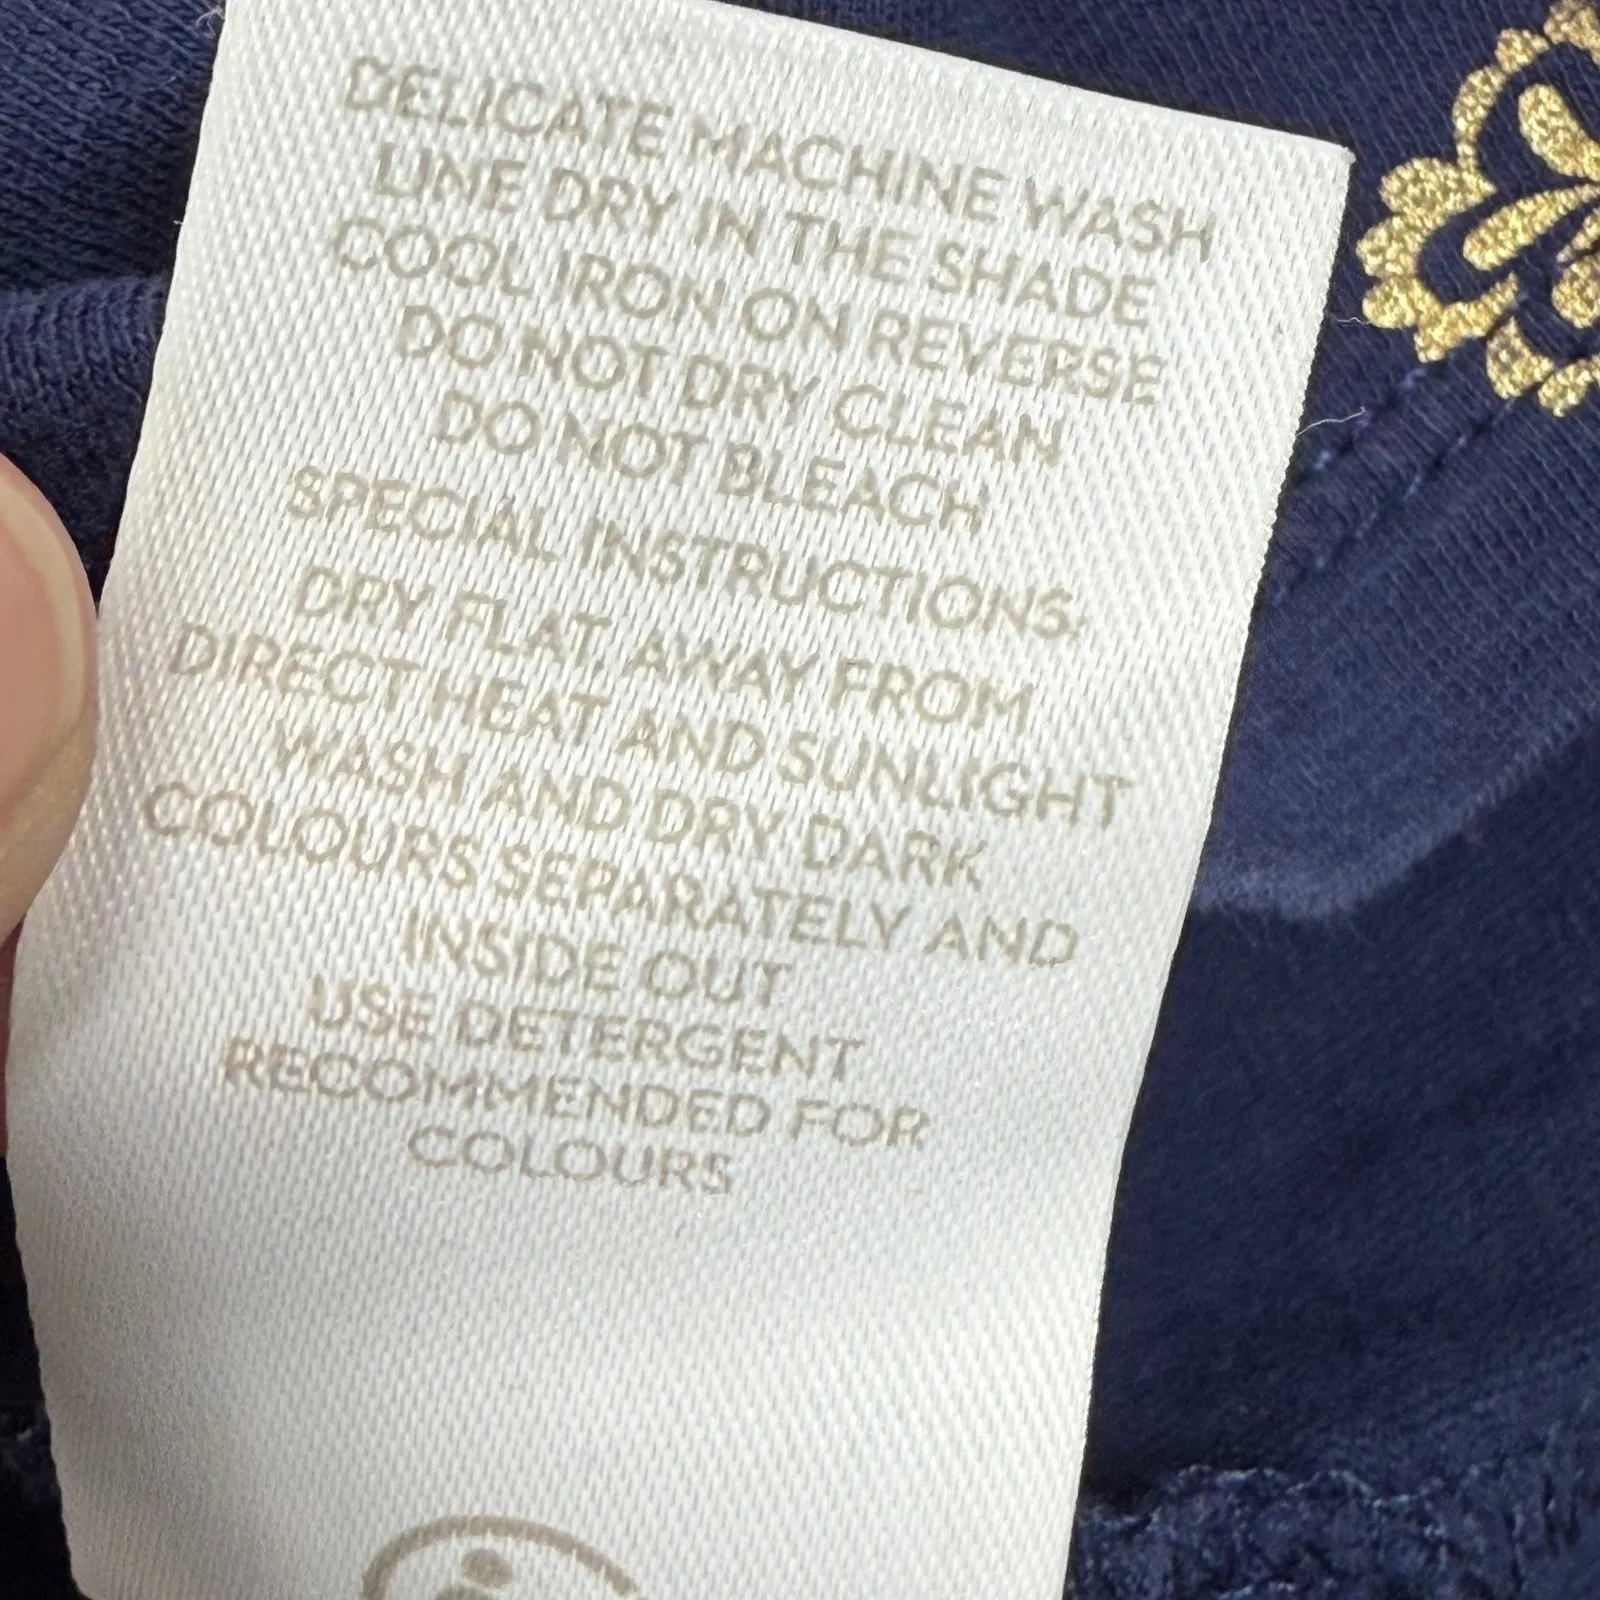 DELICATE MACHINE WASH
LINE DRY IN THE SHADE
COOL IRON ON REVERSE
DO NOT DRY CLEAN
DO NOT BLEACH
SPECIAL INSTRUCTIONS:
DRY FLAT, AWAY FROM
DIRECT HEAT AND SUNLIGHT
WASH AND DRY DARK
COLOURS SEPARATELY AND
INSIDE OUT
USE DETERGENT
RECOMMENDED FOR
COLOURS